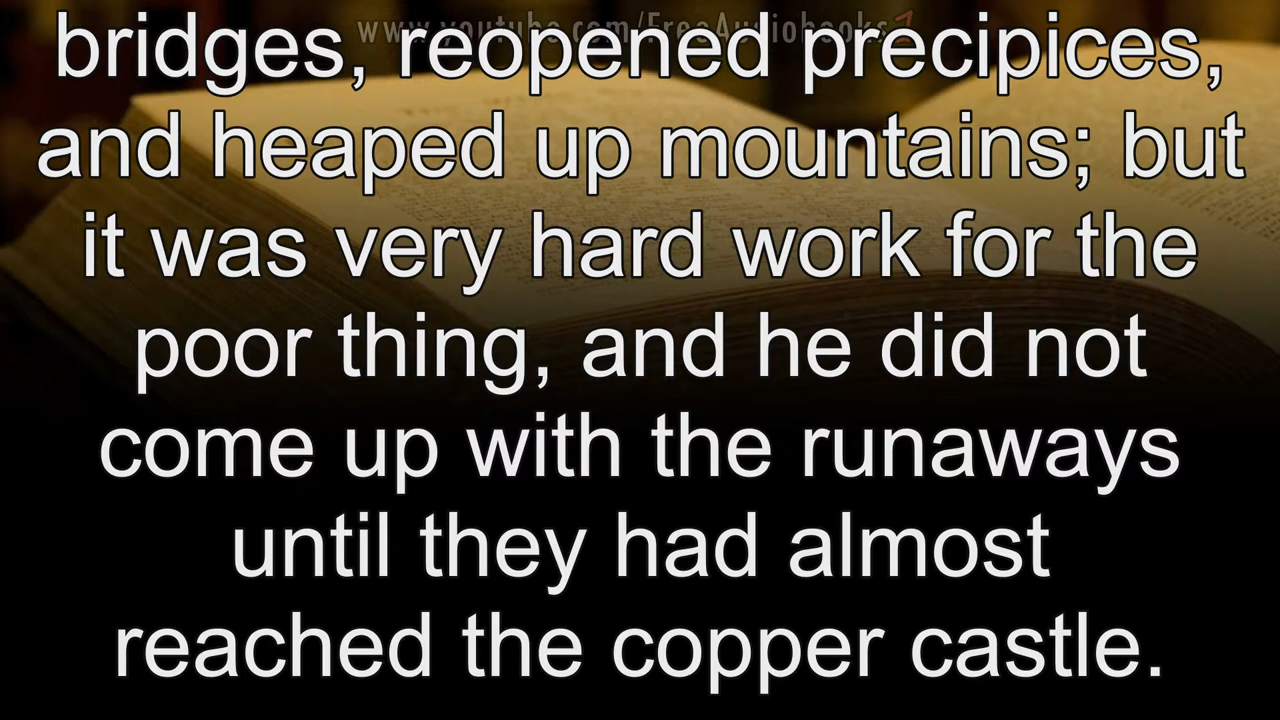 www.youtube.com/FreeAudiobooks
bridges, reopened precipices,
and heaped up mountains; but
it was very hard work for the
poor thing, and he did not
come up with the runaways
until they had almost
reached the copper castle.